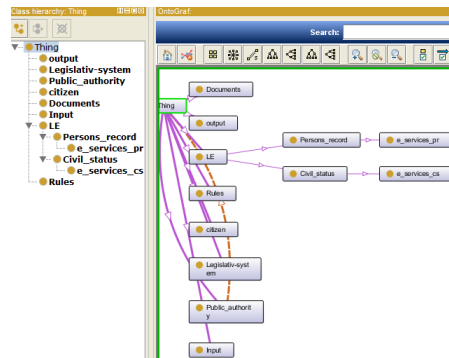 Class hierarchy: Thing
Thing
output
Legislativ-system
Public_authority
citizen
Documents
Input
LE
Persons_record
e_services_pr
Civil_status
e_services_cs
Rules
OntoGraf:
Search:
Documents
Thing
output
LE
Persons_record
e_services_pr
Civil_status
e_services_cs
Rules
citizen
Legislativ-syst
em
Public_authorit
y
Input